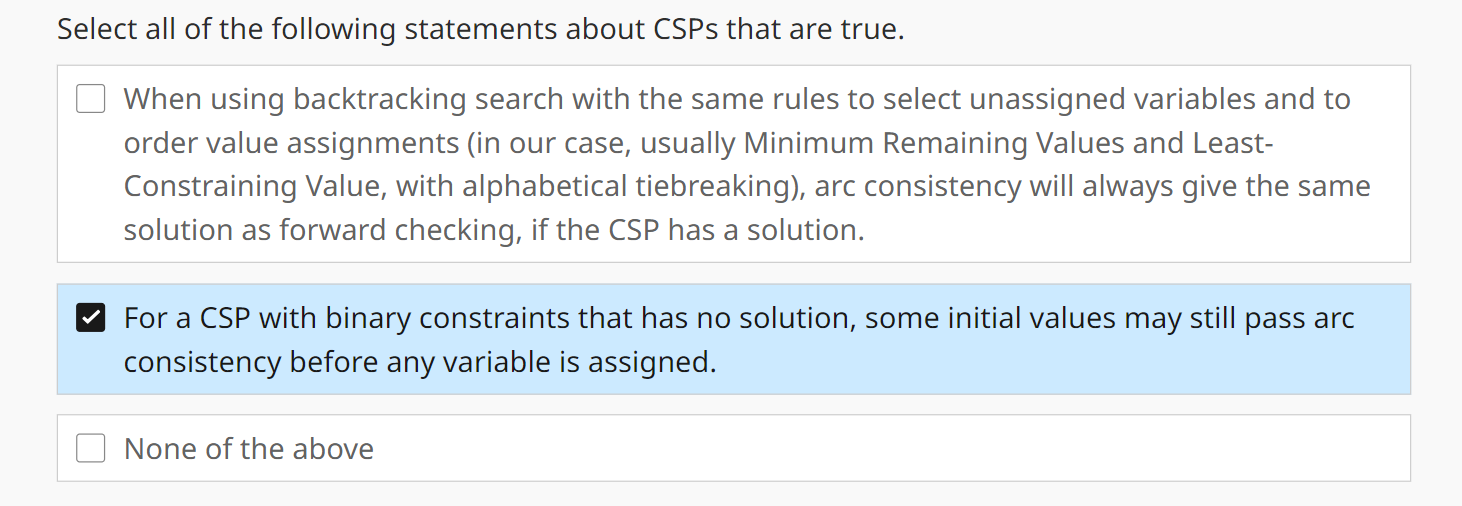 Select all of the following statements about CSPs that are true.
When using backtracking search with the same rules to select unassigned variables and to
order value assignments (in our case, usually Minimum Remaining Values and Least-
Constraining Value, with alphabetical tiebreaking), arc consistency will always give the same
solution as forward checking, if the CSP has a solution.
For a CSP with binary constraints that has no solution, some initial values may still pass arc
consistency before any variable is assigned.
None of the above